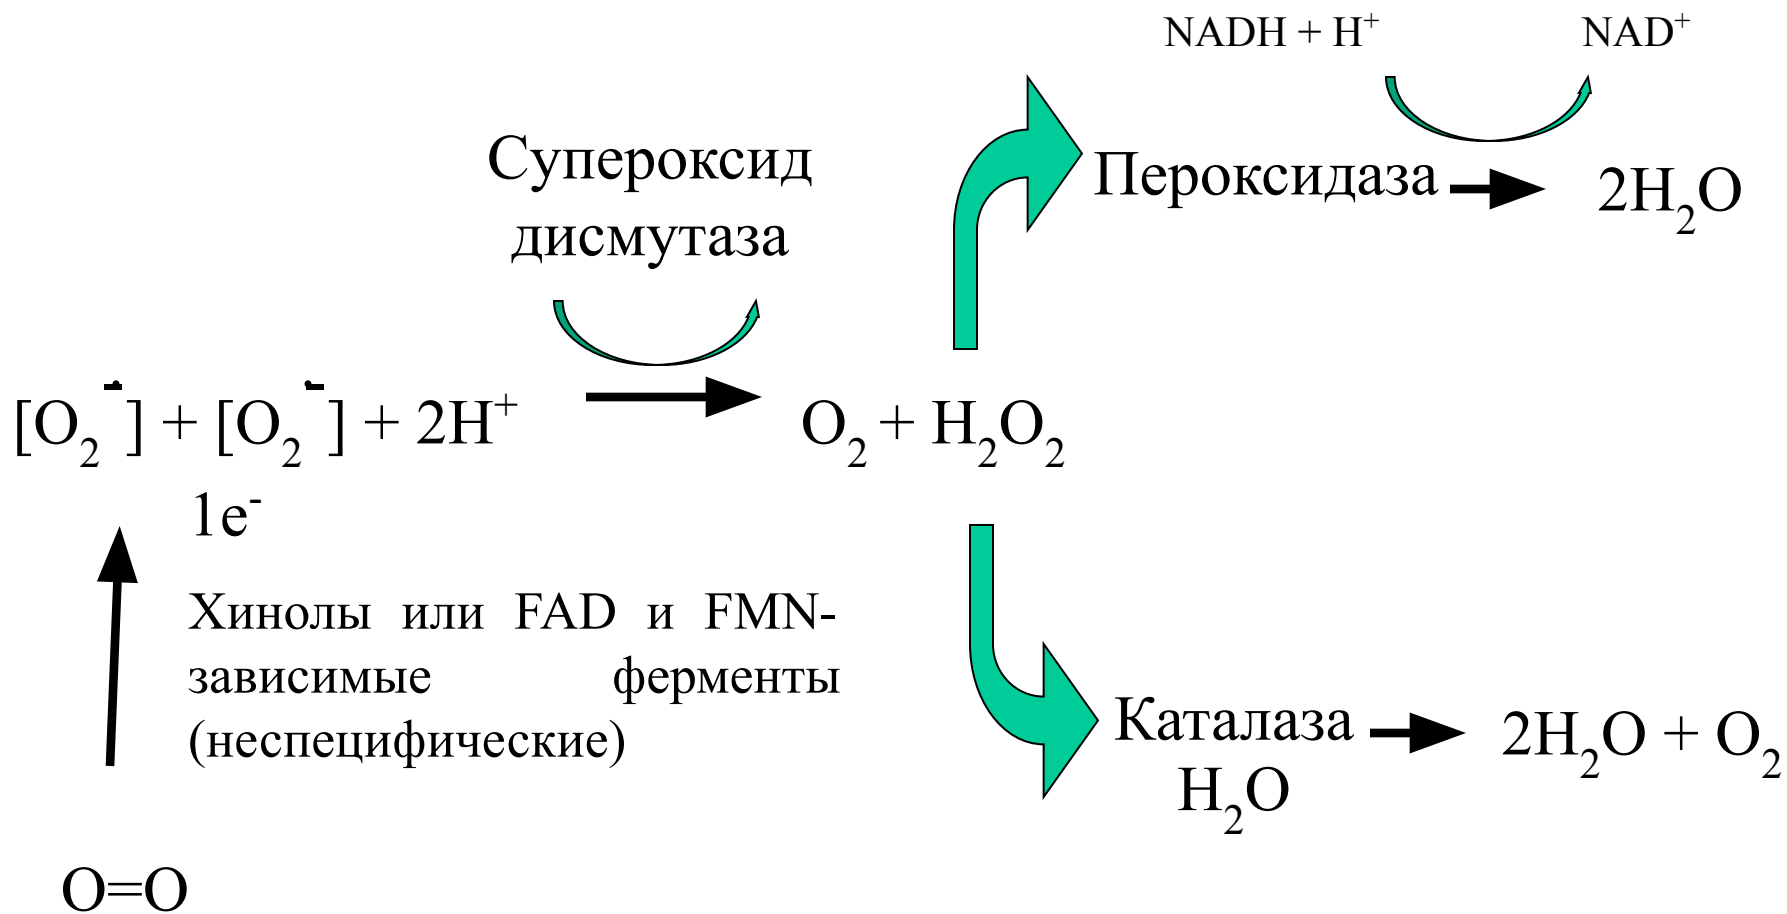 NADH + H⁺ NAD⁺
Супероксид
дисмутаза
Пероксидаза 2H₂O
[O₂⁻˙] + [O₂˙⁻] + 2H⁺ O₂ + H₂O₂
1e⁻
Хинолы или FAD и FMN-
зависимые ферменты
(неспецифические)
Каталаза 2H₂O + O₂
H₂O
O=O